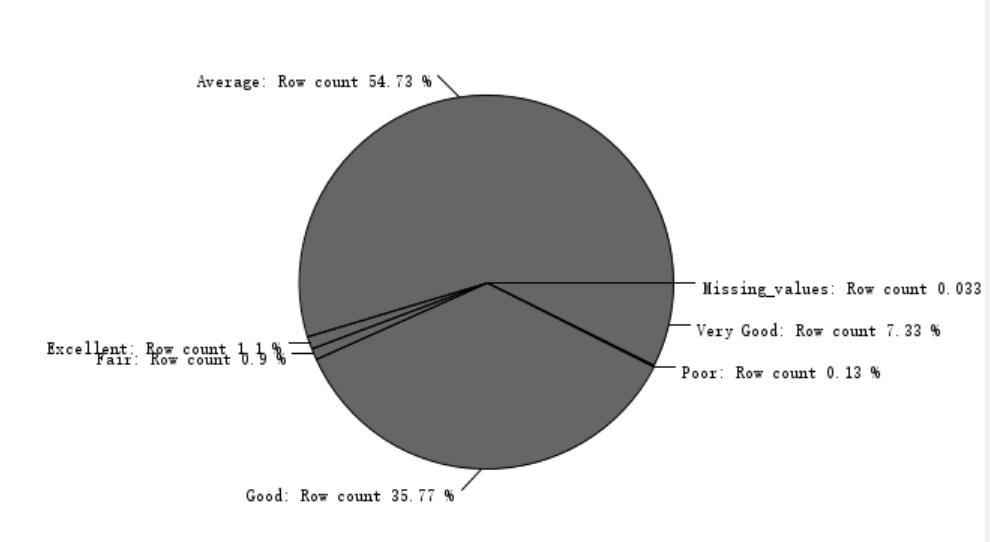 Average: Row count 54.73 %
Missing_values: Row count 0.033
Very Good: Row count 7.33 %
Excellent: Row count 1.1 %
Fair: Row count 0.9 %
Poor: Row count 0.13 %
Good: Row count 35.77 %